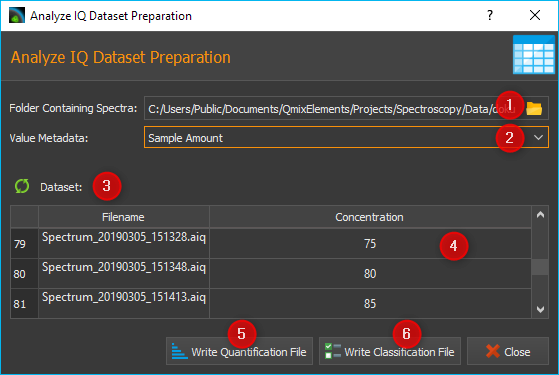 Analyze IQ Dataset Preparation ?
Analyze IQ Dataset Preparation
Folder Containing Spectra: C:/Users/Public/Documents/QmixElements/Projects/Spectroscopy/Data/ 1
Value Metadata: Sample Amount 2
Dataset: 3
Filename Concentration
79 Spectrum_20190305_151328.aiq 75 4
80 Spectrum_20190305_151348.aiq 80
81 Spectrum_20190305_151413.aiq 85
5 6
Write Quantification File Write Classification File Close